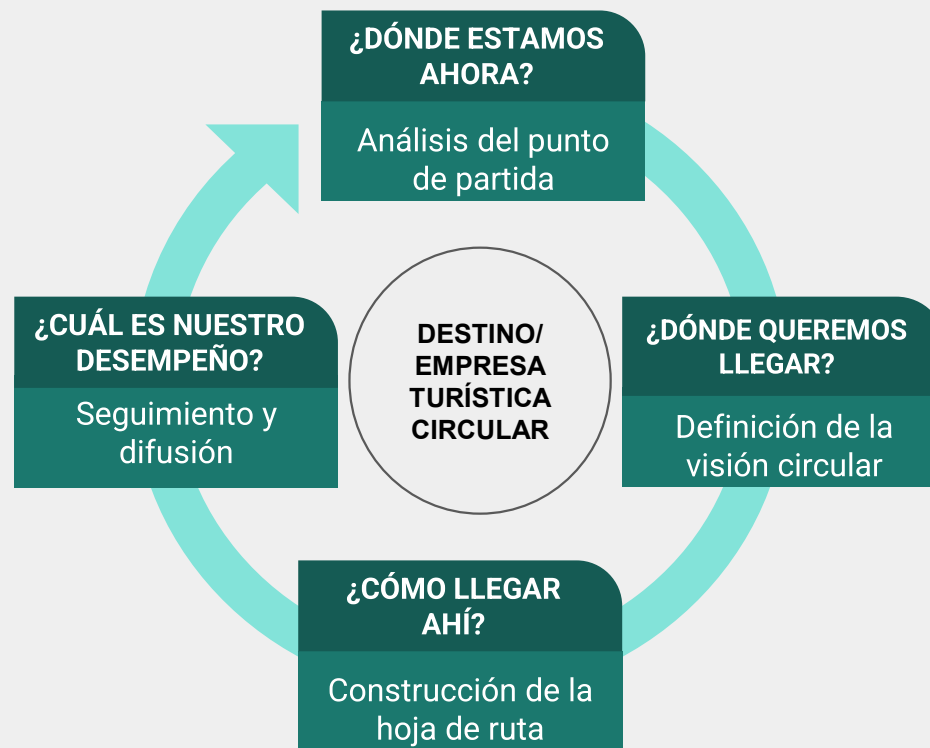 ¿DÓNDE ESTAMOS
AHORA?
Análisis del punto
de partida
¿DÓNDE QUEREMOS
LLEGAR?
Definición de la
visión circular
¿CÓMO LLEGAR
AHÍ?
Construcción de la
hoja de ruta
¿CUÁL ES NUESTRO
DESEMPEÑO?
Seguimiento y
difusión
DESTINO/
EMPRESA
TURÍSTICA
CIRCULAR